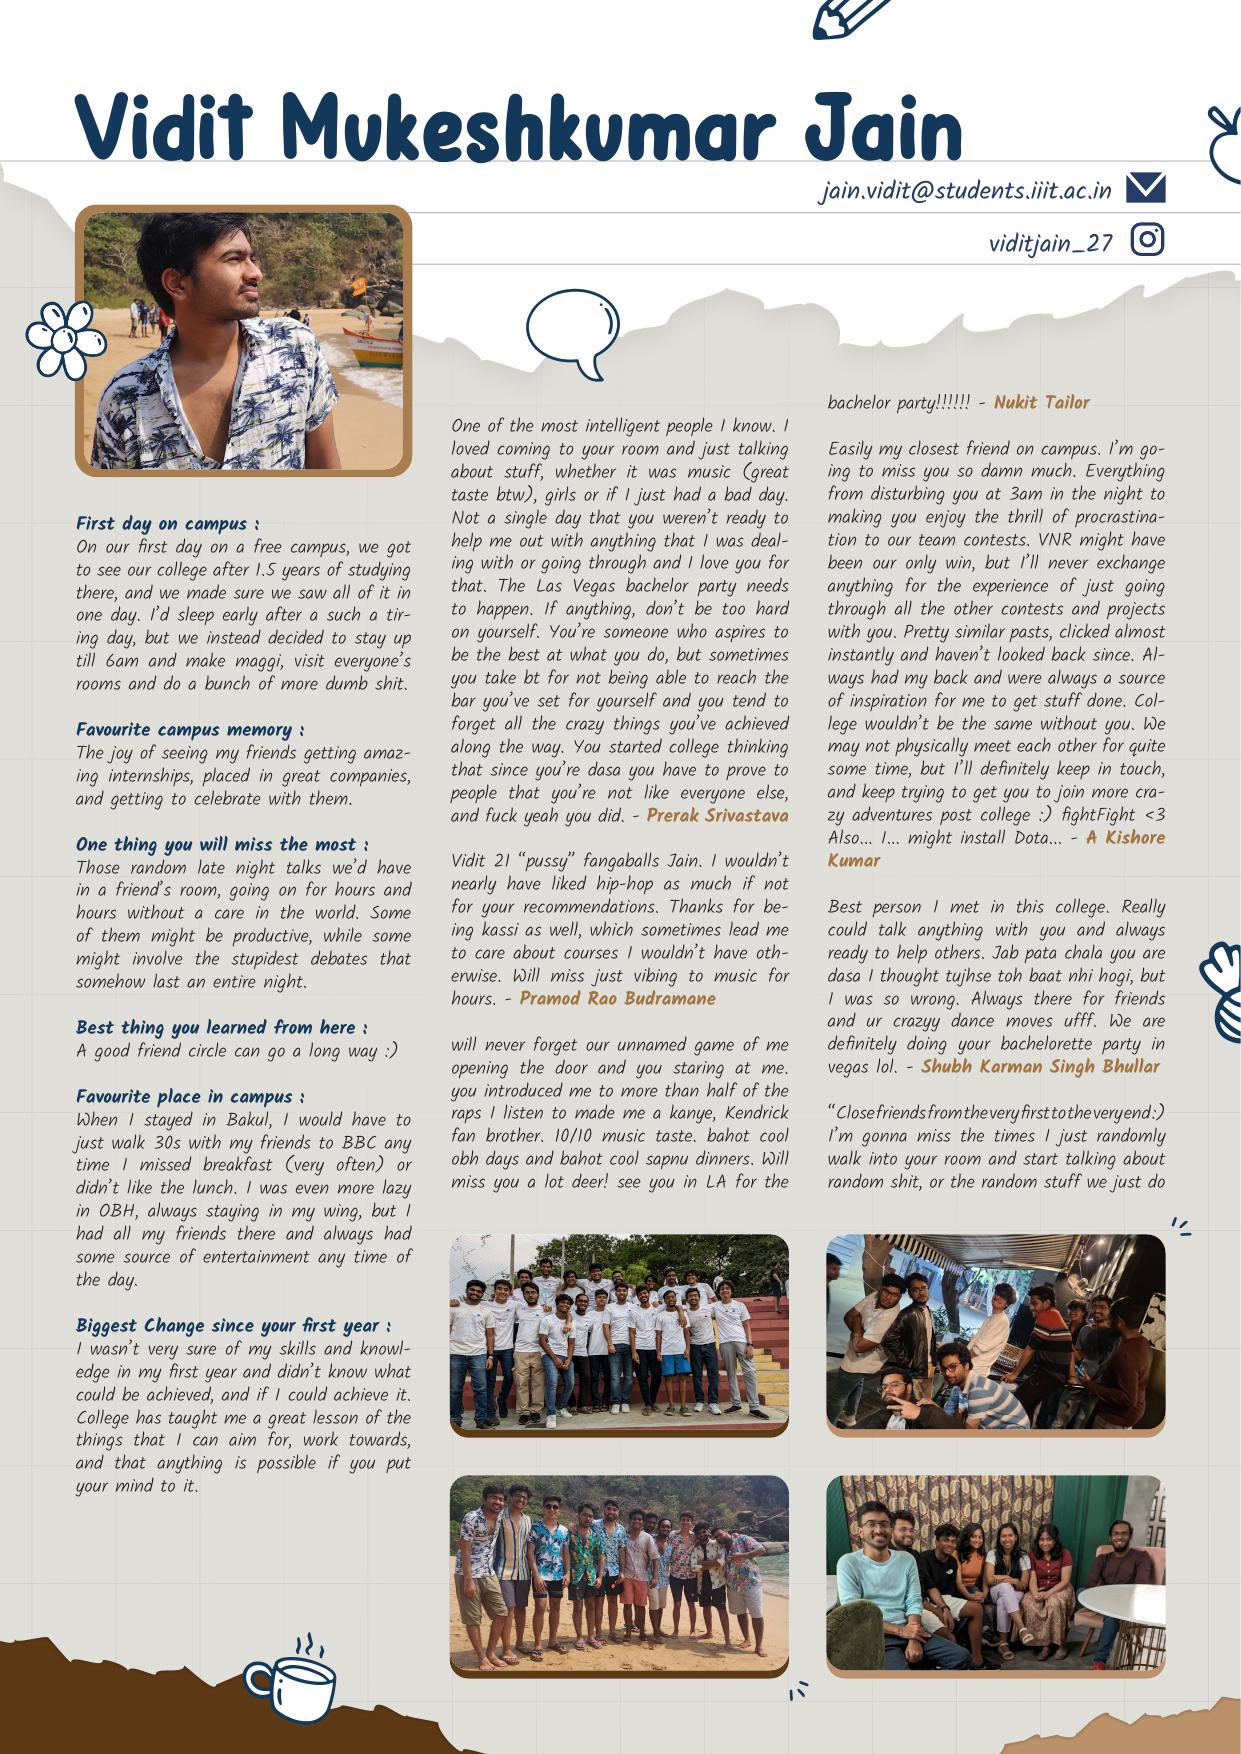 Vidit Mukeshkumar Jain
jain.vidit@students.iiit.ac.in
viditjain_27
First day on campus :
On our first day on a free campus, we got
to see our college after 1.5 years of studying
there, and we made sure we saw all of it in
one day. I'd sleep early after a such a tir-
ing day, but we instead decided to stay up
till 6am and make maggi, visit everyone's
rooms and do a bunch of more dumb shit.
Favourite campus memory :
The joy of seeing my friends getting amaz-
ing internships, placed in great companies,
and getting to celebrate with them.
One thing you will miss the most :
Those random late night talks we'd have
in a friend's room, going on for hours and
hours without a care in the world. Some
of them might be productive, while some
might involve the stupidest debates that
somehow last an entire night.
Best thing you learned from here :
A good friend circle can go a long way :)
Favourite place in campus :
When I stayed in Bakul, I would have to
just walk 30s with my friends to BBC any
time I missed breakfast (very often) or
didn't like the lunch. I was even more lazy
in OBH, always staying in my wing, but I
had all my friends there and always had
some source of entertainment any time of
the day.
Biggest Change since your first year :
I wasn't very sure of my skills and knowl-
edge in my first year and didn't know what
could be achieved, and if I could achieve it.
College has taught me a great lesson of the
things that I can aim for, work towards,
and that anything is possible if you put
your mind to it.
One of the most intelligent people I know. I
loved coming to your room and just talking
about stuff, whether it was music (great
taste btw), girls or if I just had a bad day.
Not a single day that you weren't ready to
help me out with anything that I was deal-
ing with or going through and I love you for
that. The Las Vegas bachelor party needs
to happen. If anything, don't be too hard
on yourself. You're someone who aspires to
be the best at what you do, but sometimes
you take bt for not being able to reach the
bar you've set for yourself and you tend to
forget all the crazy things you've achieved
along the way. You started college thinking
that since you're dasa you have to prove to
people that you're not like everyone else,
and fuck yeah you did. - Prerak Srivastava
Vidit 21 "pussy" fangaballs Jain. I wouldn't
nearly have liked hip-hop as much if not
for your recommendations. Thanks for be-
ing kassi as well, which sometimes lead me
to care about courses I wouldn't have oth-
erwise. Will miss just vibing to music for
hours. - Pramod Rao Budramane
will never forget our unnamed game of me
opening the door and you staring at me.
you introduced me to more than half of the
raps I listen to made me a kanye, Kendrick
fan brother. 10/10 music taste. bahot cool
obh days and bahot cool sapnu dinners. Will
miss you a lot deer! see you in LA for the
bachelor party!!!!!! - Nukit Tailor
Easily my closest friend on campus. I'm go-
ing to miss you so damn much. Everything
from disturbing you at 3am in the night to
making you enjoy the thrill of procrastina-
tion to our team contests. VNR might have
been our only win, but I'll never exchange
anything for the experience of just going
through all the other contests and projects
with you. Pretty similar pasts, clicked almost
instantly and haven't looked back since. Al-
ways had my back and were always a source
of inspiration for me to get stuff done. Col-
lege wouldn't be the same without you. We
may not physically meet each other for quite
some time, but I'll definitely keep in touch,
and keep trying to get you to join more cra-
zy adventures post college :) fightFight <3
Also... I... might install Dota... - A Kishore
Kumar
Best person I met in this college. Really
could talk anything with you and always
ready to help others. Jab pata chala you are
dasa I thought tujhse toh baat nhi hogi, but
I was so wrong. Always there for friends
and ur crazyy dance moves ufff. We are
definitely doing your bachelorette party in
vegas lol. - Shubh Karman Singh Bhullar
"Close friends from the very first to the very end :)
I'm gonna miss the times I just randomly
walk into your room and start talking about
random shit, or the random stuff we just do